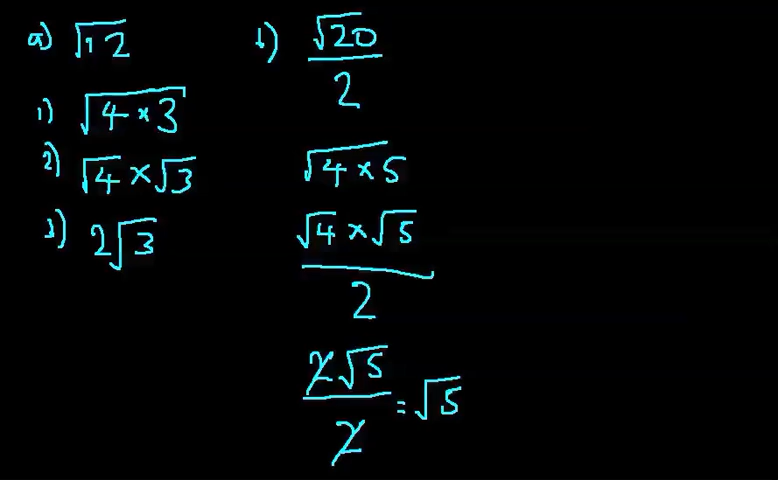 a) √12
1) √4 × 3
2) √4 × √3
3) 2√3
b) √20
2
√4 × 5
√4 × √5
2
2√5
2
= √5